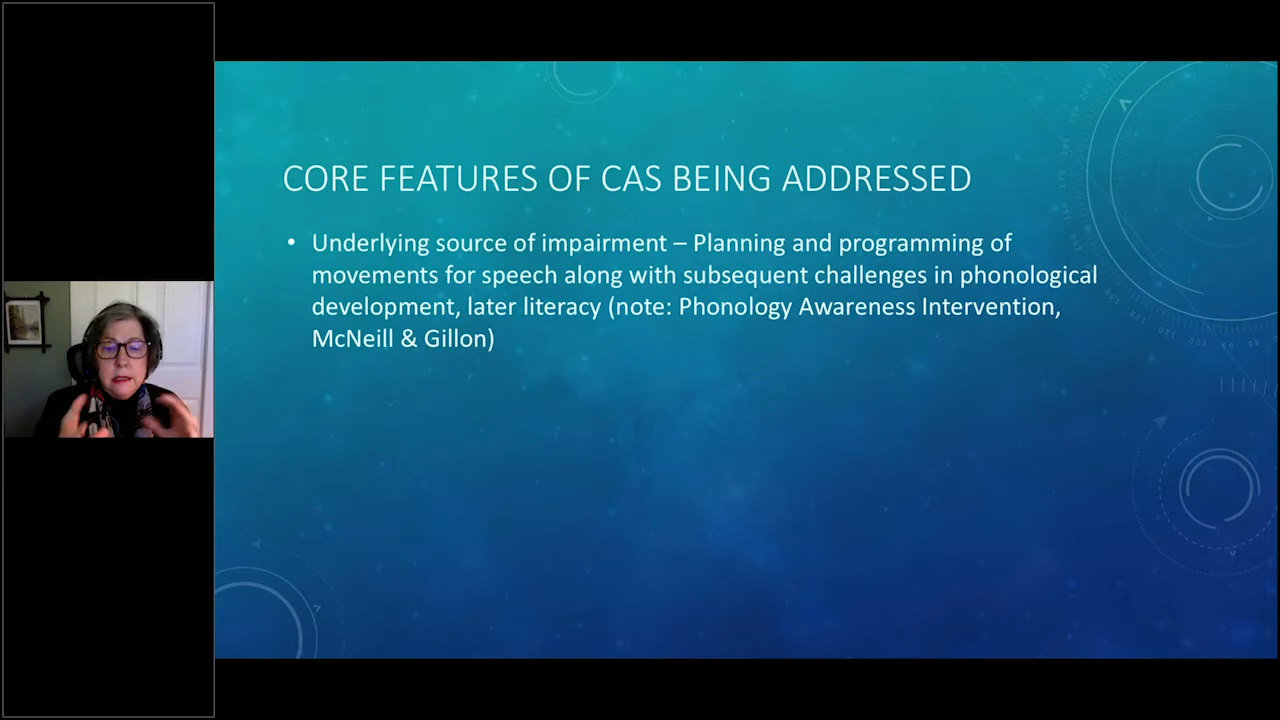 CORE FEATURES OF CAS BEING ADDRESSED
• Underlying source of impairment – Planning and programming of
movements for speech along with subsequent challenges in phonological
development, later literacy (note: Phonology Awareness Intervention,
McNeill & Gillon)